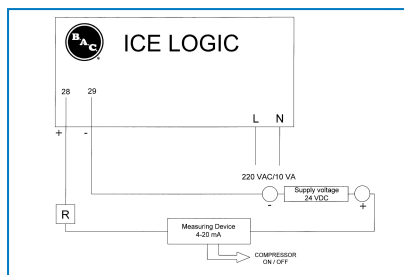 BAC®
ICE LOGIC
28 29
+ -
L N
220 VAC/10 VA
Supply voltage
24 VDC
- +
R
Measuring Device
4-20 mA
COMPRESSOR
ON / OFF